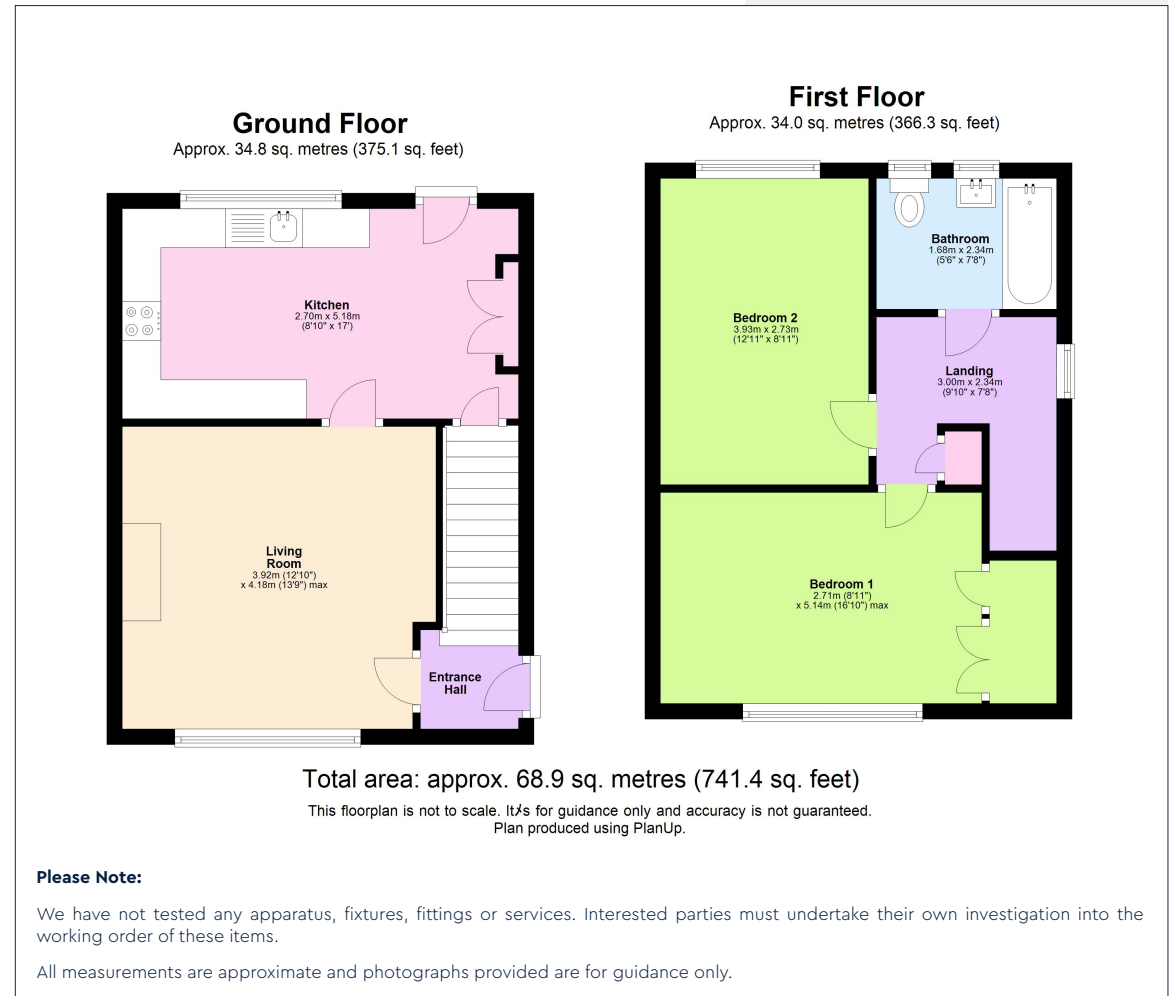 Ground Floor
Approx. 34.8 sq. metres (375.1 sq. feet)
Kitchen
2.70m x 5.18m
(8'10" x 17')
Living
Room
3.92m (12'10")
x 4.18m (13'9") max
Entrance
Hall
First Floor
Approx. 34.0 sq. metres (366.3 sq. feet)
Bathroom
1.68m x 2.34m
(5'6" x 7'8")
Bedroom 2
3.93m x 2.73m
(12'11" x 8'11")
Landing
3.00m x 2.34m
(9'10" x 7'8")
Bedroom 1
2.71m (8'11")
x 5.14m (16'10") max
Total area: approx. 68.9 sq. metres (741.4 sq. feet)
This floorplan is not to scale. It's for guidance only and accuracy is not guaranteed.
Plan produced using PlanUp.
Please Note:
We have not tested any apparatus, fixtures, fittings or services. Interested parties must undertake their own investigation into the
working order of these items.
All measurements are approximate and photographs provided are for guidance only.